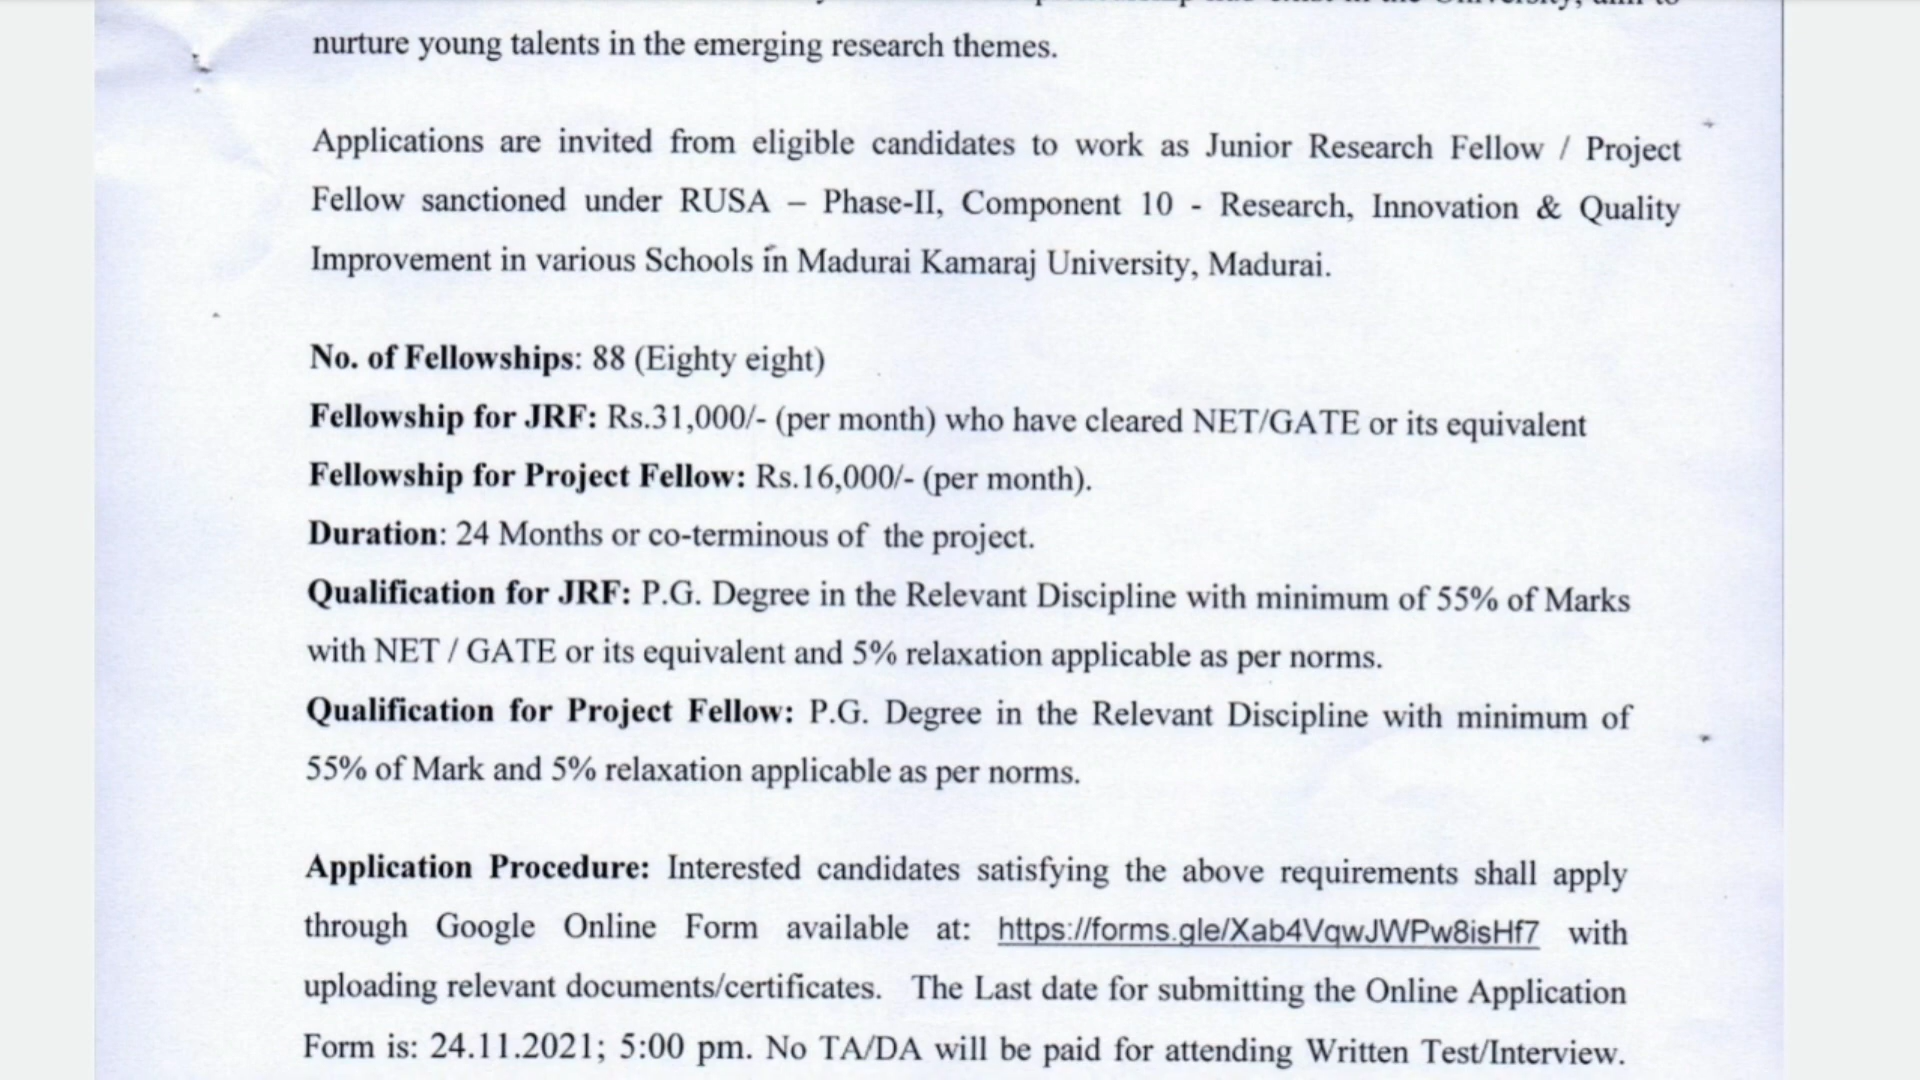 nurture young talents in the emerging research themes.
Applications are invited from eligible candidates to work as Junior Research Fellow / Project
Fellow sanctioned under RUSA – Phase-II, Component 10 - Research, Innovation & Quality
Improvement in various Schools in Madurai Kamaraj University, Madurai.
No. of Fellowships: 88 (Eighty eight)
Fellowship for JRF: Rs.31,000/- (per month) who have cleared NET/GATE or its equivalent
Fellowship for Project Fellow: Rs.16,000/- (per month).
Duration: 24 Months or co-terminous of the project.
Qualification for JRF: P.G. Degree in the Relevant Discipline with minimum of 55% of Marks
with NET / GATE or its equivalent and 5% relaxation applicable as per norms.
Qualification for Project Fellow: P.G. Degree in the Relevant Discipline with minimum of
55% of Mark and 5% relaxation applicable as per norms.
Application Procedure: Interested candidates satisfying the above requirements shall apply
through Google Online Form available at: https://forms.gle/Xab4VqwJWPw8isHf7 with
uploading relevant documents/certificates. The Last date for submitting the Online Application
Form is: 24.11.2021; 5:00 pm. No TA/DA will be paid for attending Written Test/Interview.